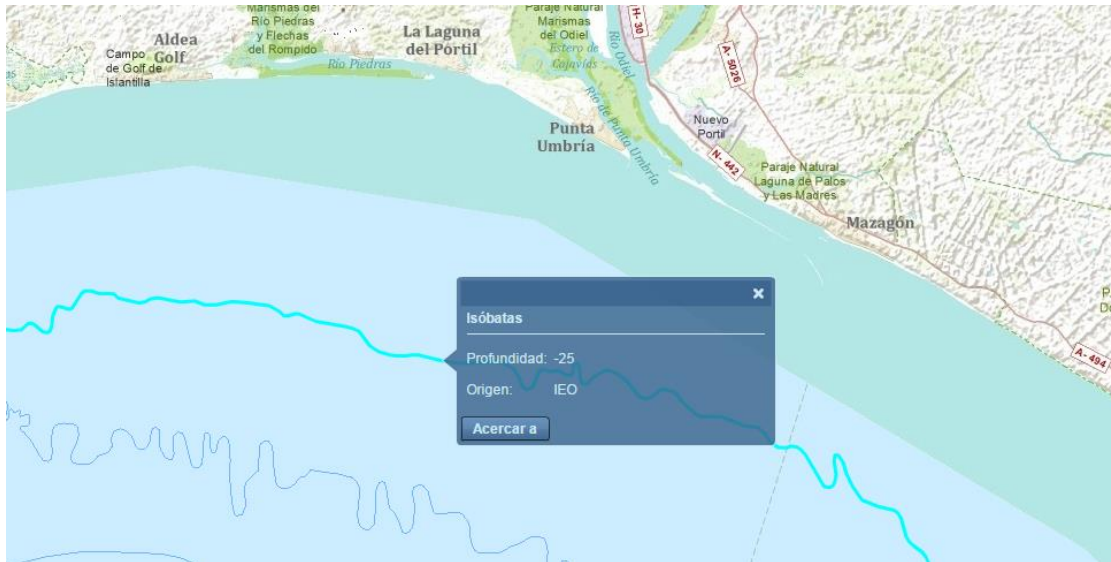 Marismas del
Río Piedras
y Flechas
del Rompido
Aldea
Golf
Campo
de Golf de
Islantilla
Río Piedras
La Laguna
del Portil
Paraje Natural
Marismas
del Odiel
Estero de
Cajavías
Río Odiel
H- 30
A- 5026
Río de Punta Umbría
Punta
Umbría
Nuevo
Portil
N- 442
Paraje Natural
Laguna de Palos
y Las Madres
Mazagón
A- 494
Isóbatas
Profundidad: -25
Origen: IEO
Acercar a